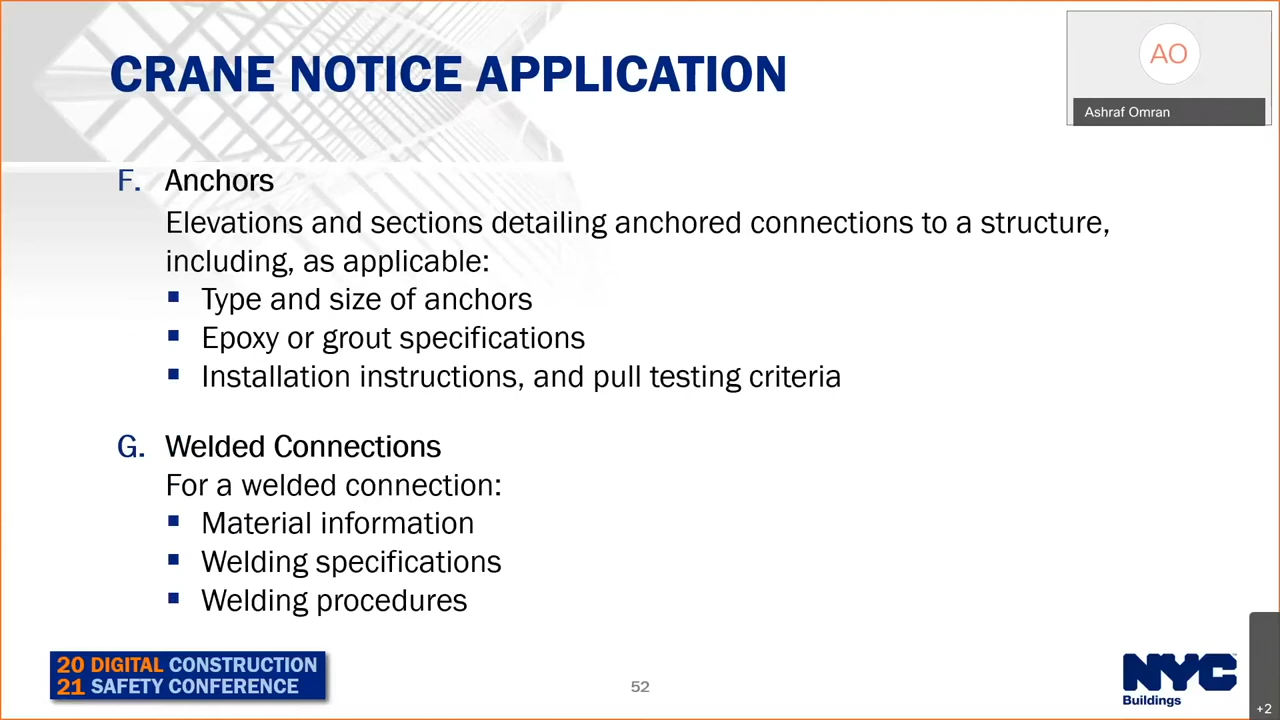 CRANE NOTICE APPLICATION
AO
Ashraf Omran
F. Anchors
Elevations and sections detailing anchored connections to a structure,
including, as applicable:
▪ Type and size of anchors
▪ Epoxy or grout specifications
▪ Installation instructions, and pull testing criteria
G. Welded Connections
For a welded connection:
▪ Material information
▪ Welding specifications
▪ Welding procedures
20 DIGITAL CONSTRUCTION
21 SAFETY CONFERENCE
52
NYC
Buildings
+2